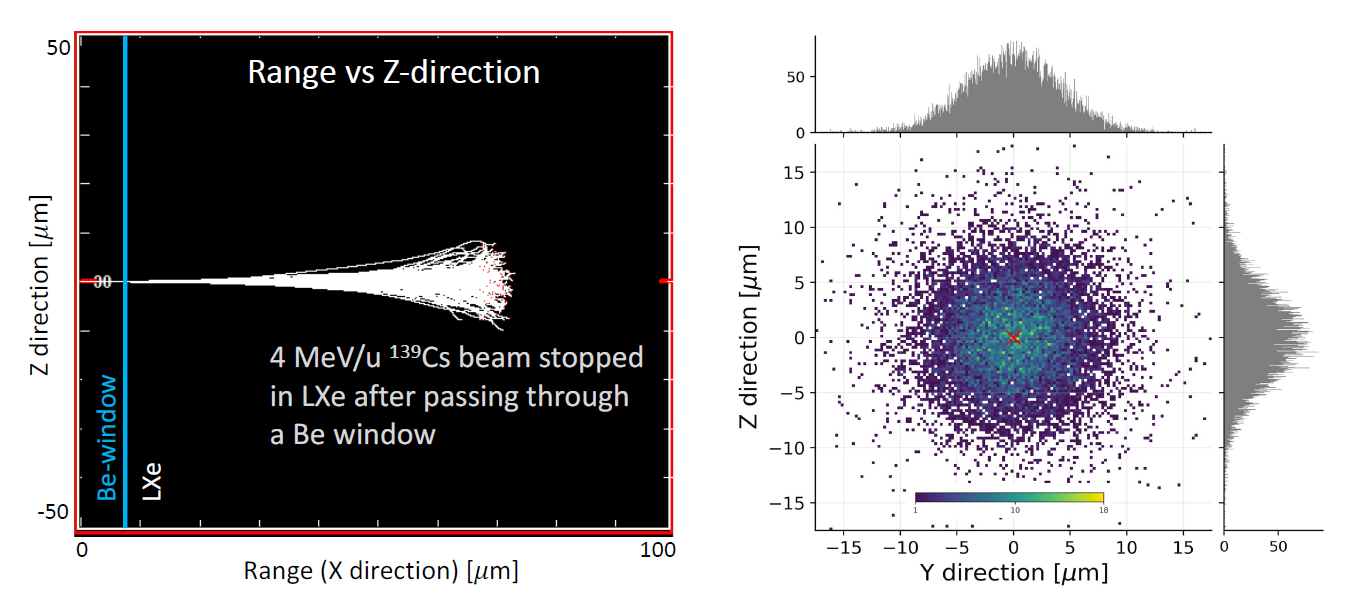 Range vs Z-direction
50
-50
Z direction [μm]
Be-window
LXe
4 MeV/u ¹³⁹Cs beam stopped
in LXe after passing through
a Be window
0
100
Range (X direction) [μm]
50
0
15
10
5
0
−5
−10
−15
Z direction [μm]
1
10
18
−15 −10 −5 0 5 10 15
Y direction [μm]
0 50